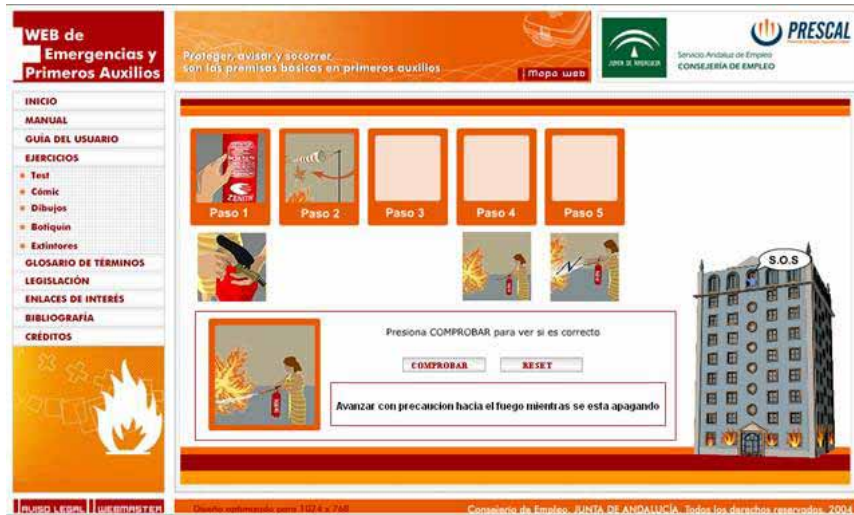 WEB de
Emergencias y
Primeros Auxilios
Proteger, avisar y socorrer
son las premisas básicas en primeros auxilios
Mapa web
JUNTA DE ANDALUCIA
Servicio Andaluz de Empleo
CONSEJERÍA DE EMPLEO
PRESCAL
INICIO
MANUAL
GUÍA DEL USUARIO
EJERCICIOS
Test
Cómic
Dibujos
Botiquín
Extintores
GLOSARIO DE TÉRMINOS
LEGISLACIÓN
ENLACES DE INTERÉS
BIBLIOGRAFÍA
CRÉDITOS
ZENITH
Paso 1
Paso 2
Paso 3
Paso 4
Paso 5
S.O.S
Presiona COMPROBAR para ver si es correcto
COMPROBAR
RESET
Avanzar con precaucion hacia el fuego mientras se esta apagando
AVISO LEGAL
WEBMASTER
Diseño optimizado para 1024 x 768
Consejería de Empleo. JUNTA DE ANDALUCÍA. Todos los derechos reservados. 2004